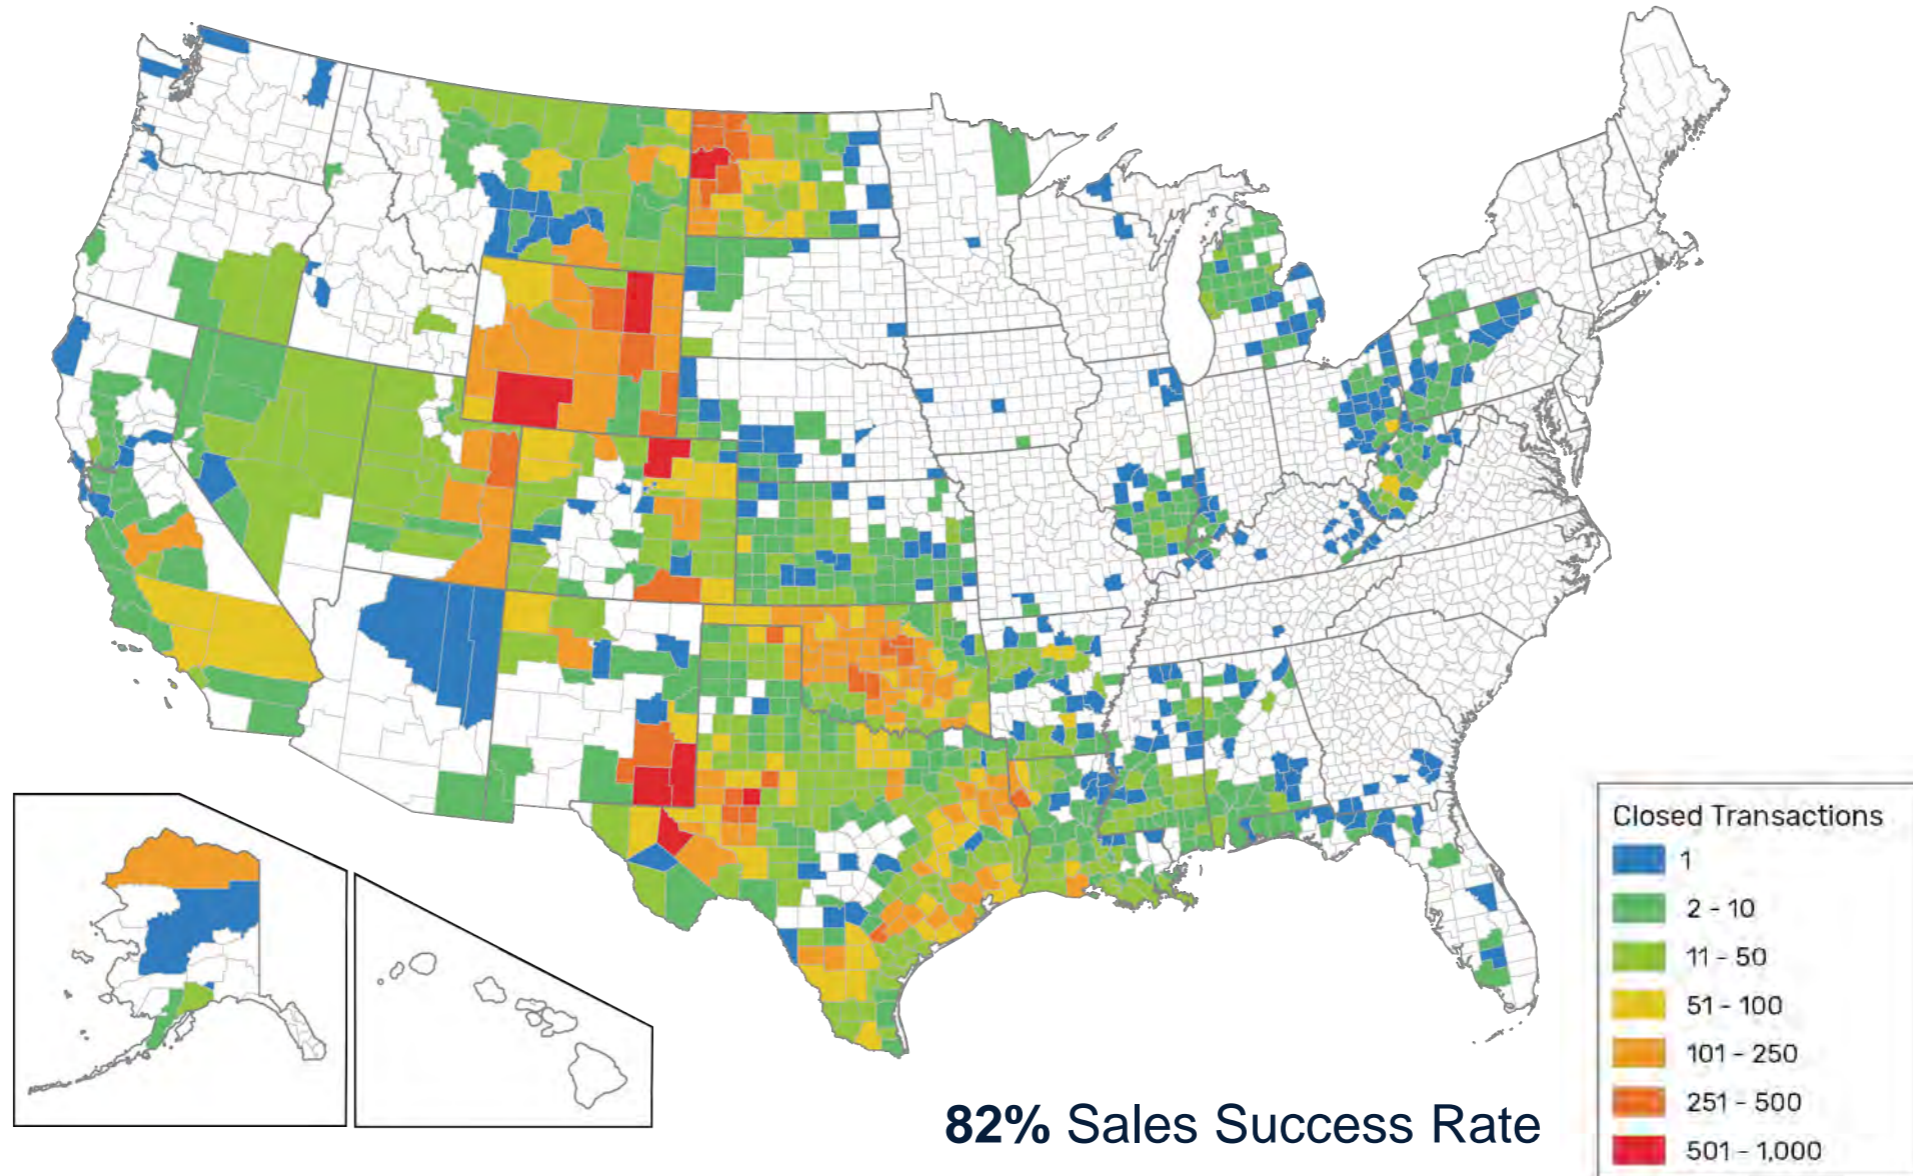 Closed Transactions
1
2 - 10
11 - 50
51 - 100
101 - 250
251 - 500
501 - 1,000
82% Sales Success Rate